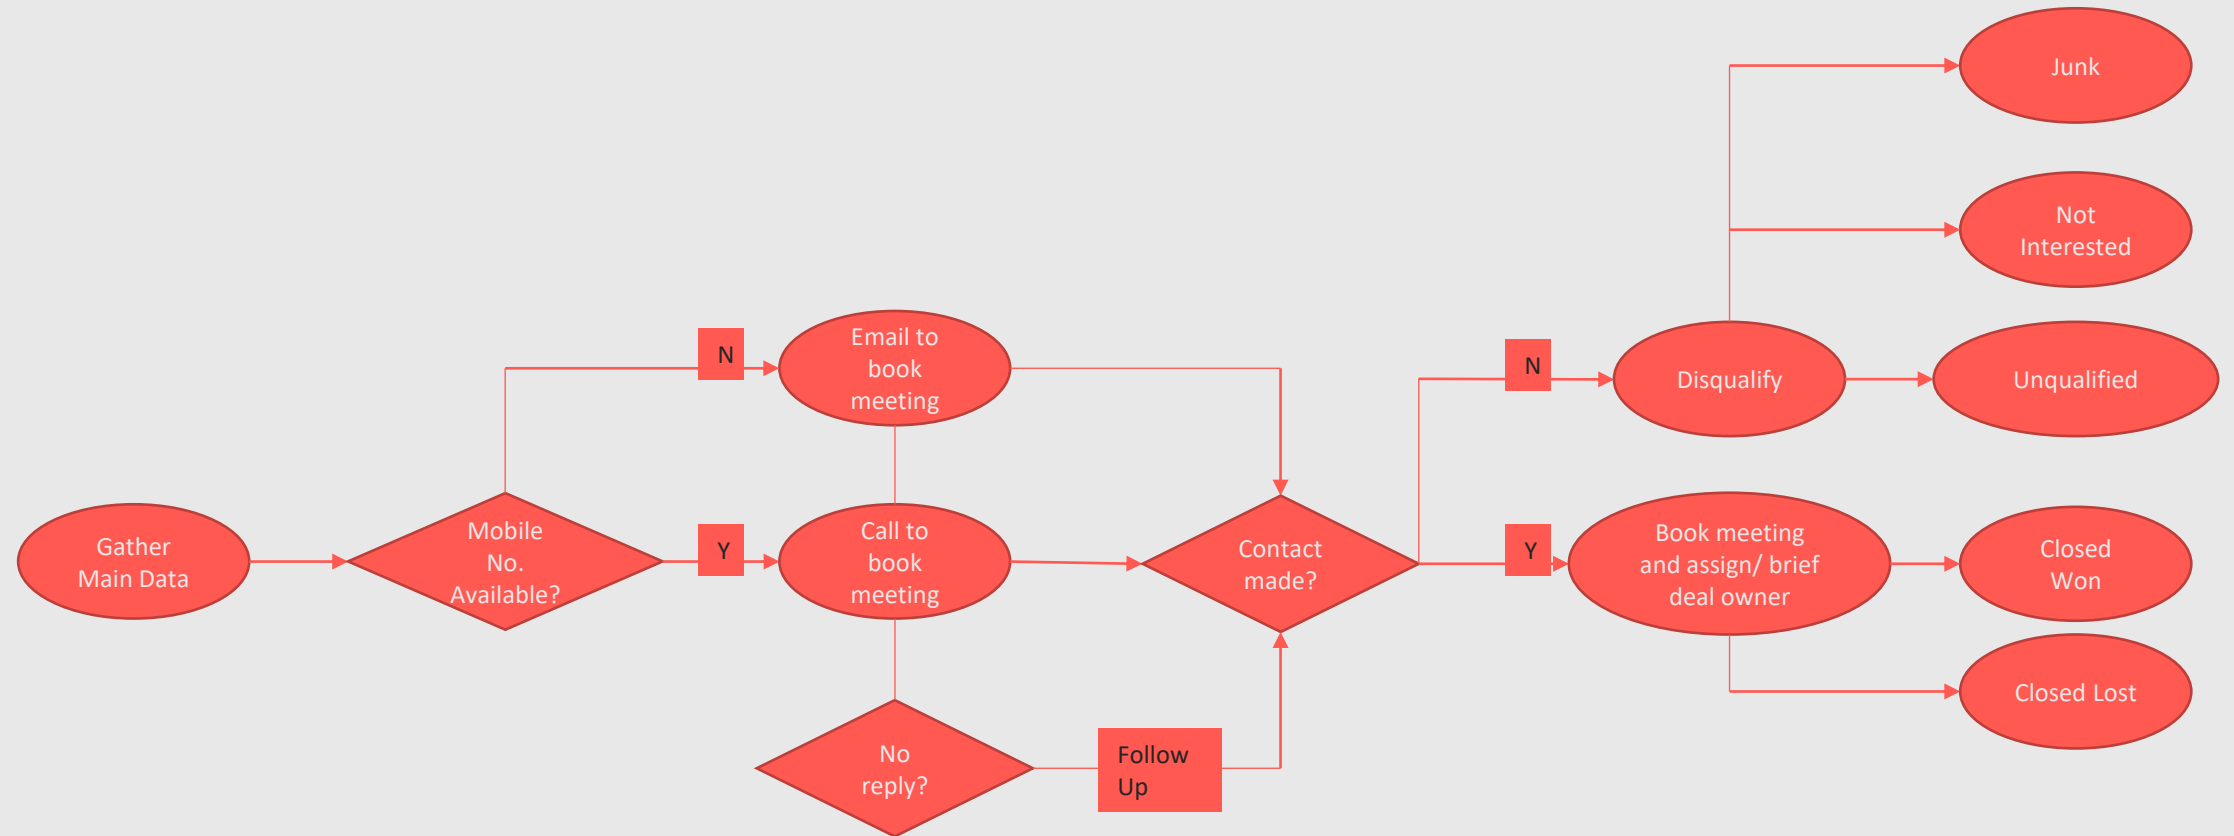 Gather
Main Data
Mobile
No.
Available?
N
Y
Email to
book
meeting
Call to
book
meeting
No
reply?
Follow
Up
Contact
made?
N
Y
Disqualify
Book meeting
and assign/ brief
deal owner
Junk
Not
Interested
Unqualified
Closed
Won
Closed Lost